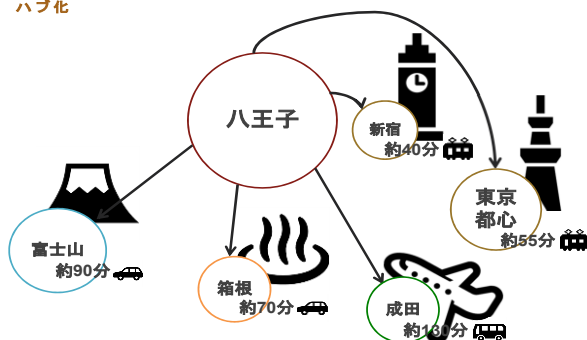 ハブ化
八王子
新宿
約40分
東京
都心
約55分
富士山
約90分
箱根
約70分
成田
約130分